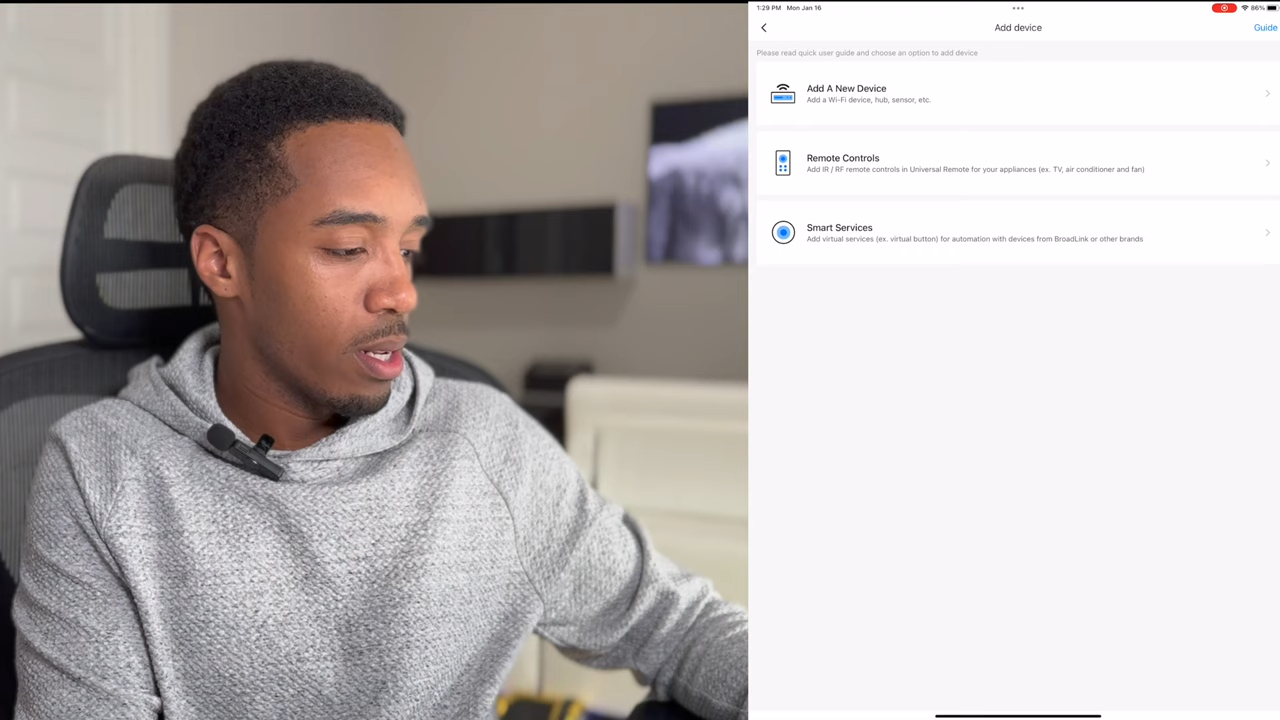 1:29 PM Mon Jan 16
86%
Add device
Guide
Please read quick user guide and choose an option to add device
Add A New Device
Add a Wi-Fi device, hub, sensor, etc.
Remote Controls
Add IR / RF remote controls in Universal Remote for your appliances (ex. TV, air conditioner and fan)
Smart Services
Add virtual services (ex. virtual button) for automation with devices from BroadLink or other brands